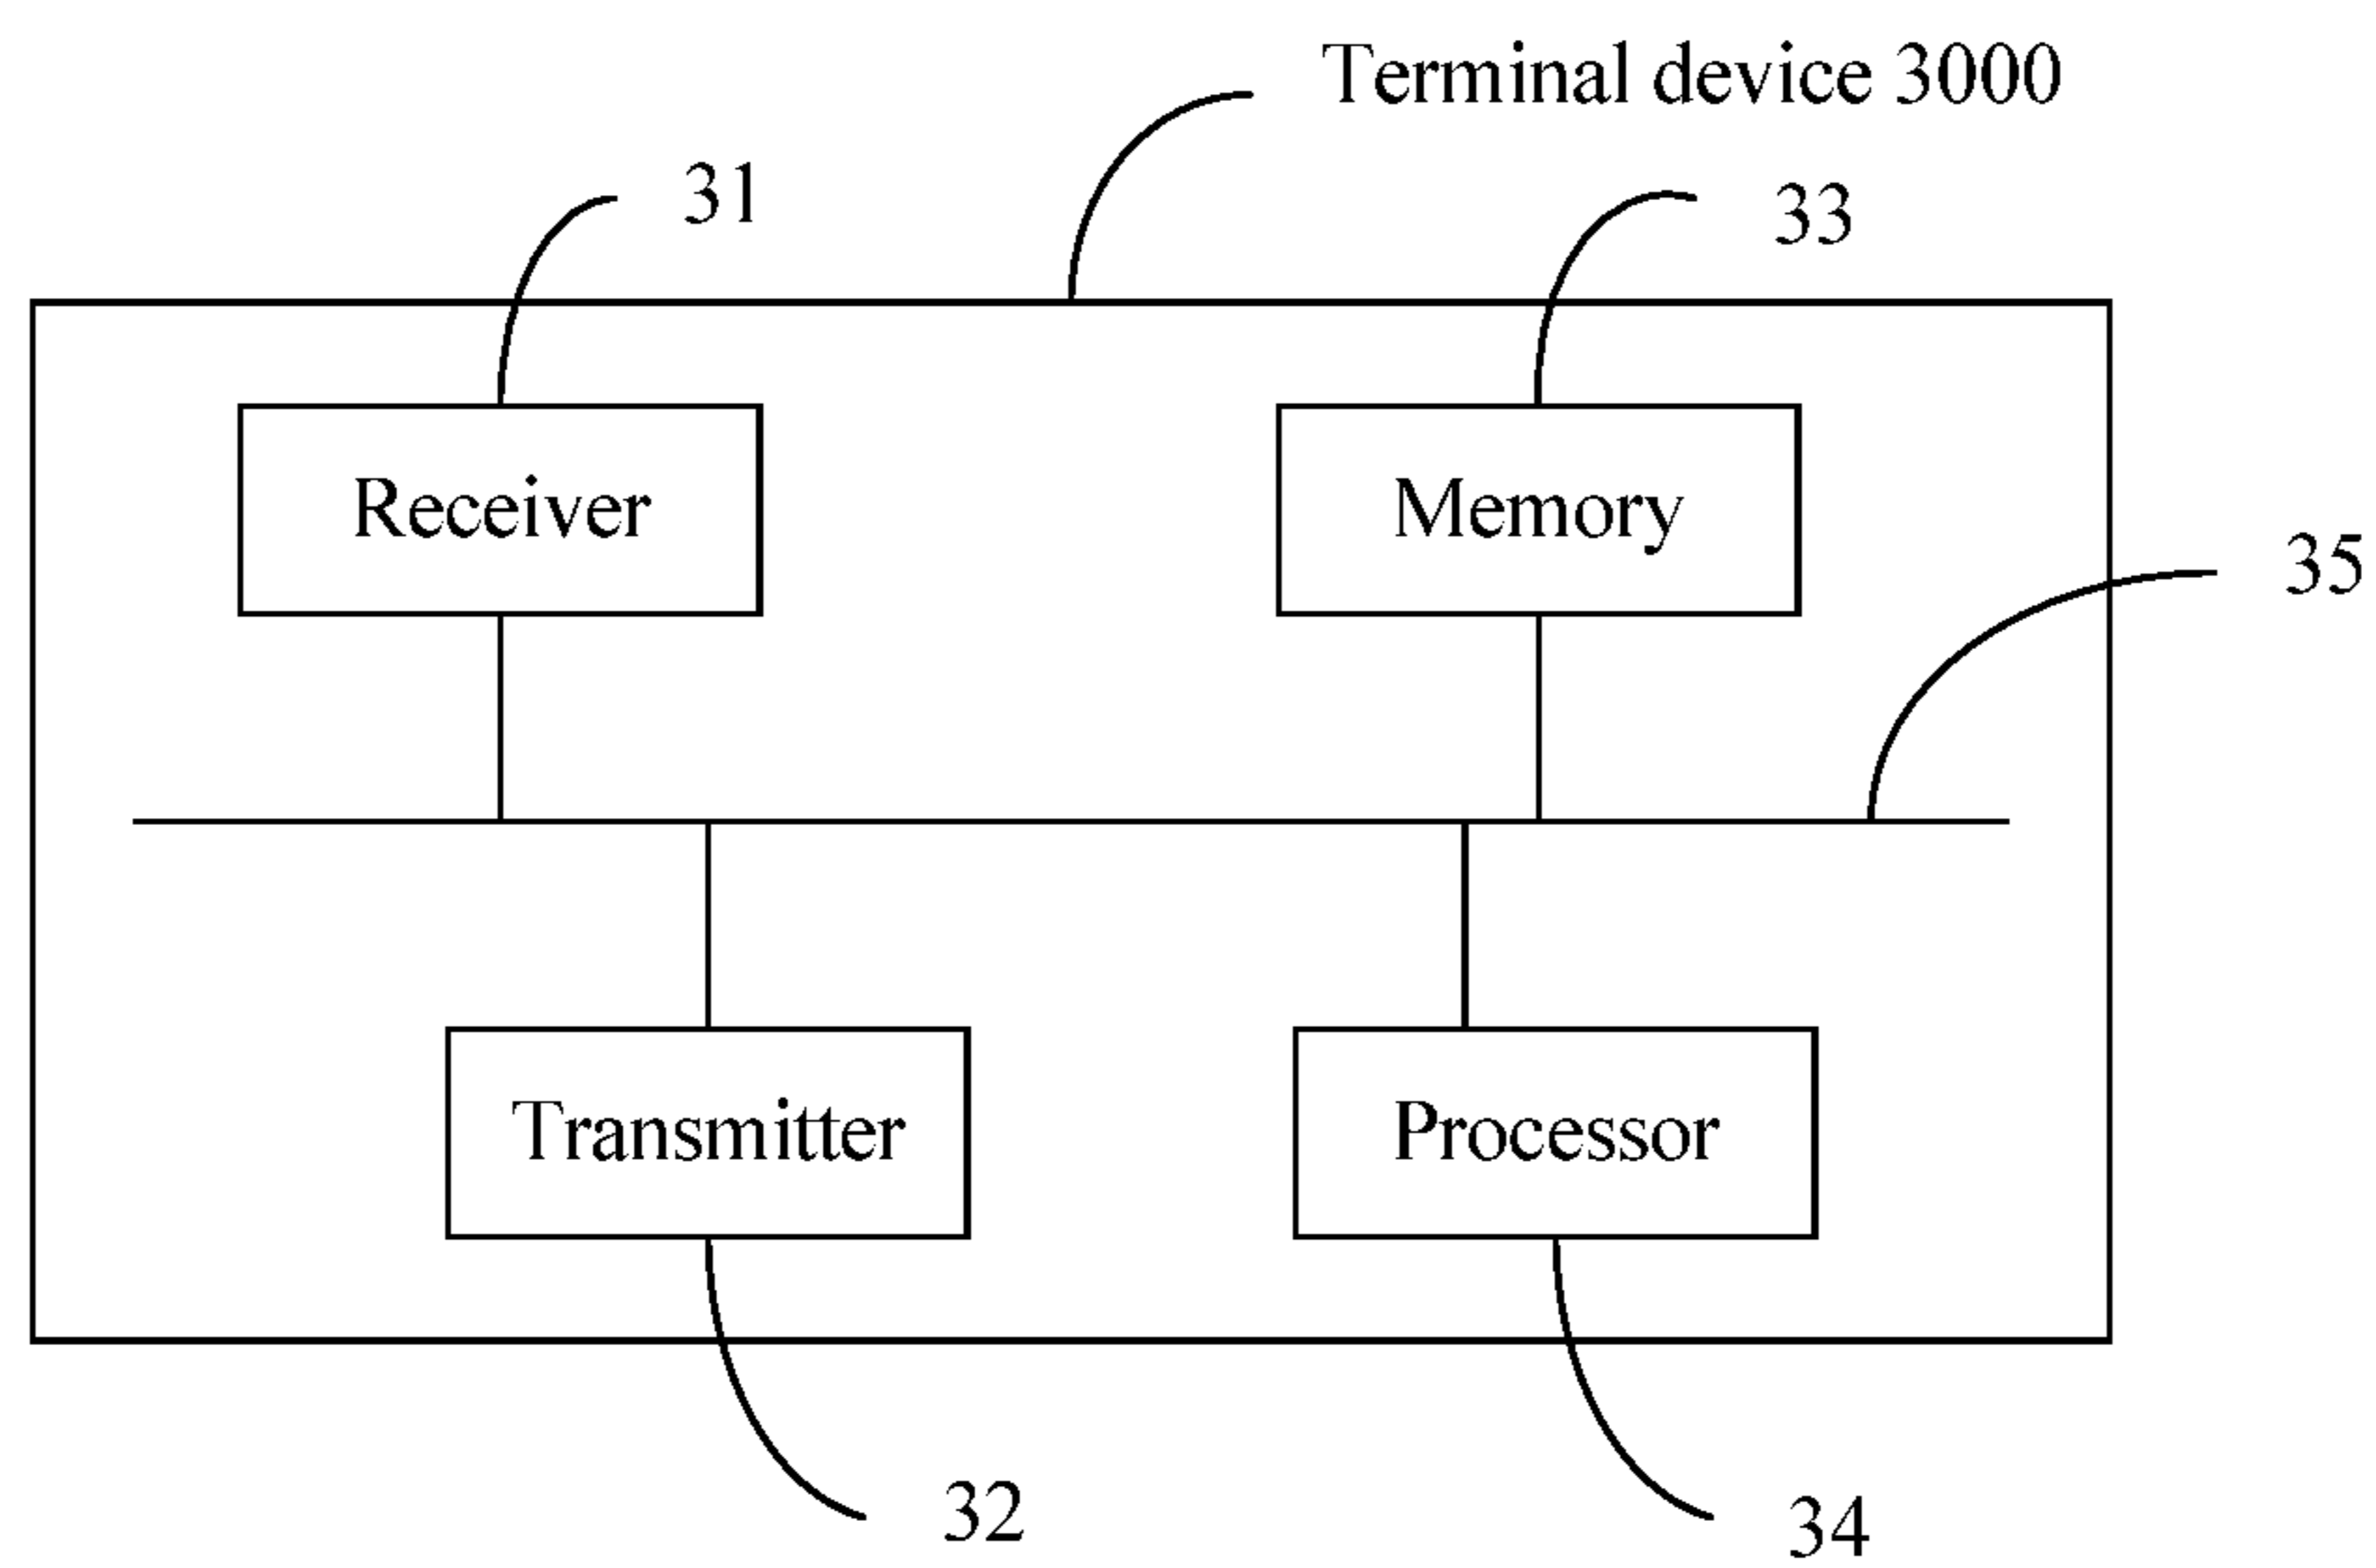 Terminal device 3000
31
33
Receiver
Memory
35
Transmitter
Processor
32
34